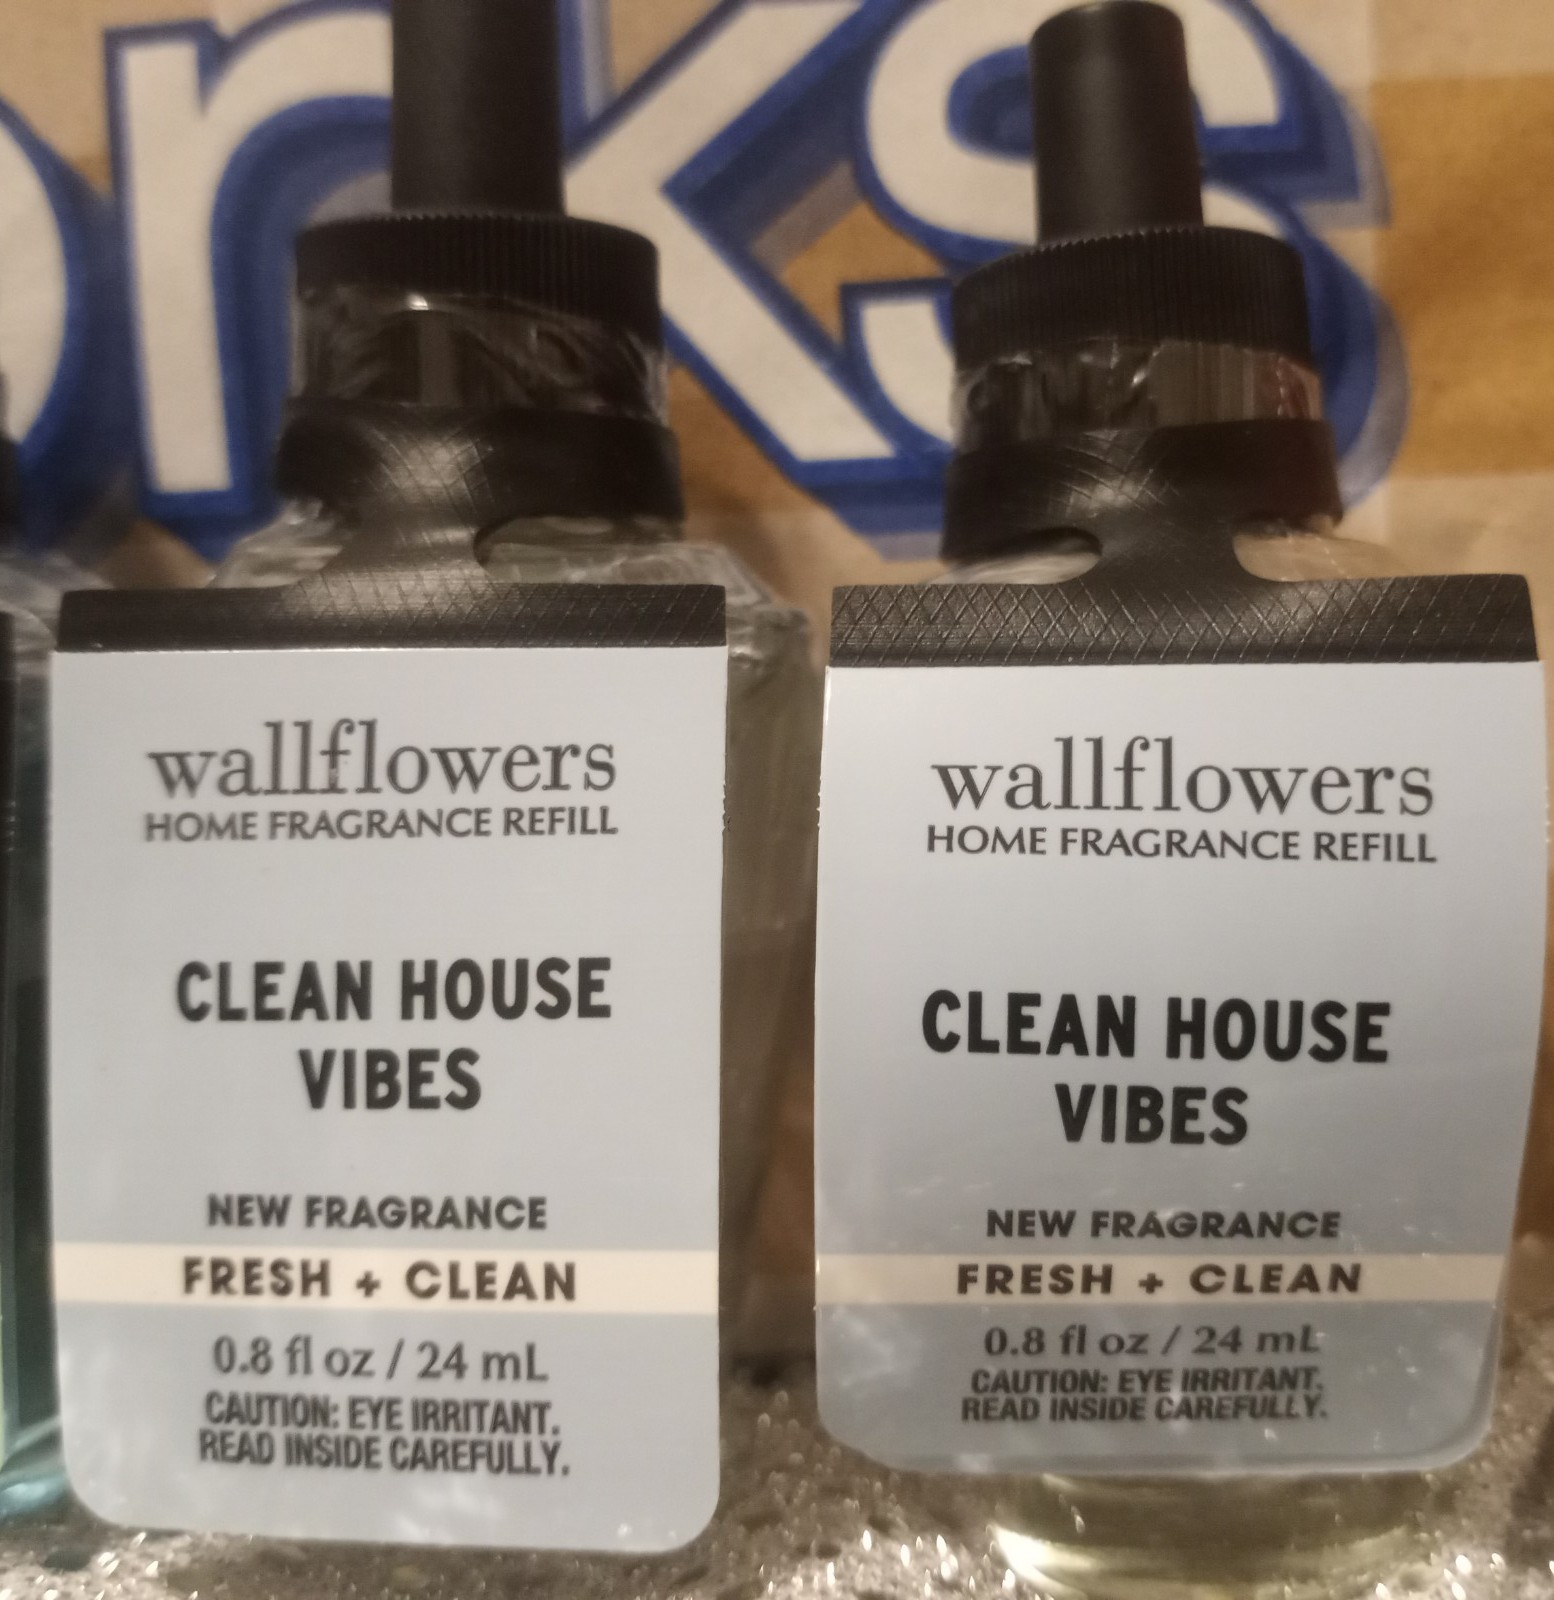 orks
wallflowers
HOME FRAGRANCE REFILL
CLEAN HOUSE
VIBES
NEW FRAGRANCE
FRESH + CLEAN
0.8 fl oz / 24 mL
CAUTION: EYE IRRITANT.
READ INSIDE CAREFULLY.
wallflowers
HOME FRAGRANCE REFILL
CLEAN HOUSE
VIBES
NEW FRAGRANCE
FRESH + CLEAN
0.8 fl oz / 24 mL
CAUTION: EYE IRRITANT.
READ INSIDE CAREFULLY.